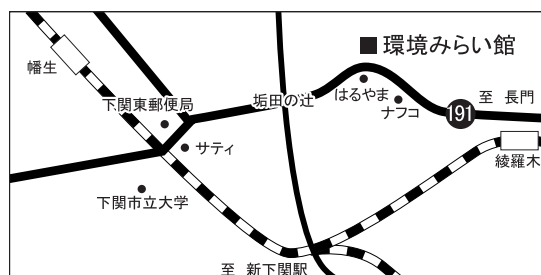 ■環境みらい館
幡生
下関東郵便局
垢田の辻
はるやま
ナフコ
191
至 長門
サティ
綾羅木
下関市立大学
至 新下関駅